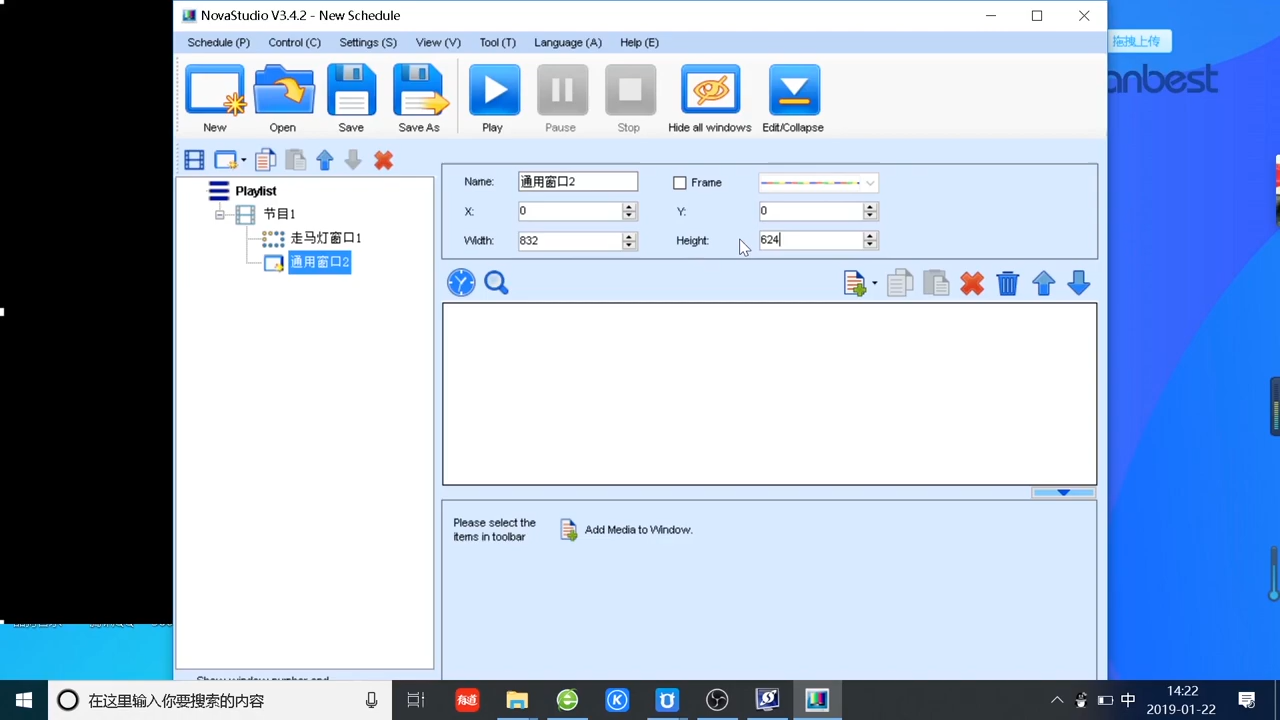 NovaStudio V3.4.2 - New Schedule
拖拽上传
Schedule (P) Control (C) Settings (S) View (V) Tool (T) Language (A) Help (E)
anbest
New Open Save Save As Play Pause Stop Hide all windows Edit/Collapse
Playlist
节目1
走马灯窗口1
通用窗口2
Name: 通用窗口2 Frame
X: 0 Y: 0
Width: 832 Height: 624
Please select the
items in toolbar
Add Media to Window.
Show window number and
在这里输入你要搜索的内容
有道
中
14:22
2019-01-22